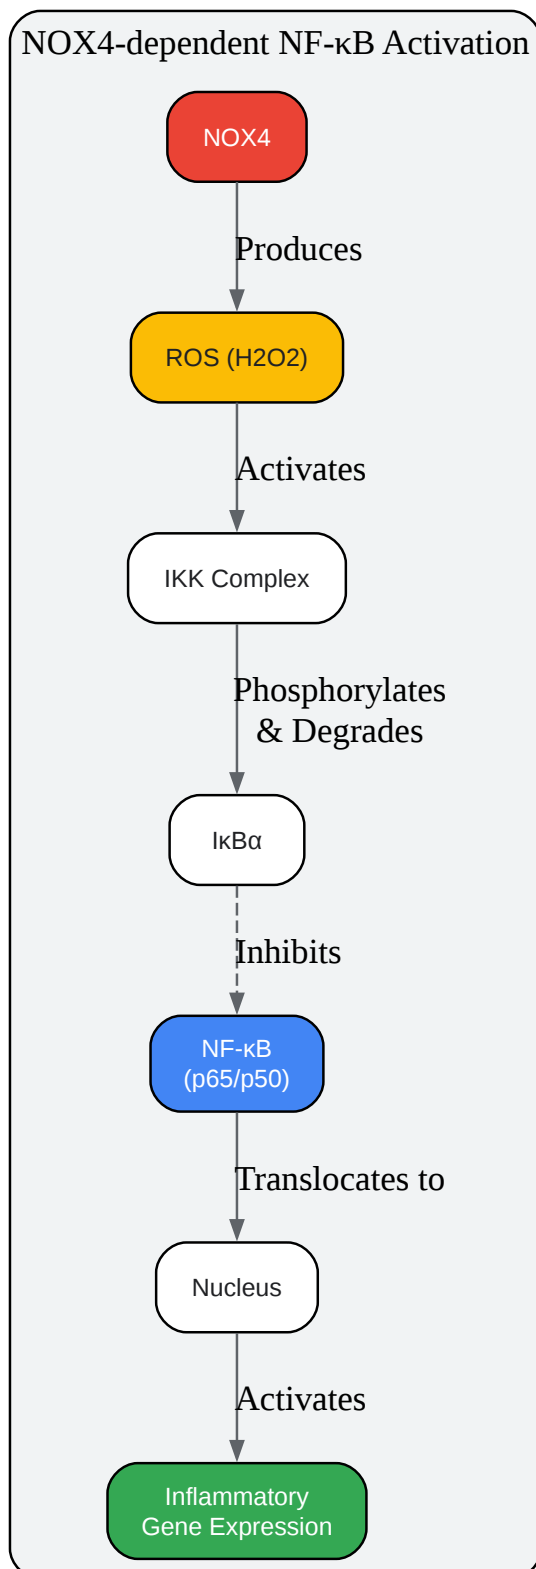 NOX4-dependent NF-κB Activation
NOX4
Produces
ROS (H2O2)
Activates
IKK Complex
Phosphorylates
& Degrades
IκBα
Inhibits
NF-κB
(p65/p50)
Translocates to
Nucleus
Activates
Inflammatory
Gene Expression